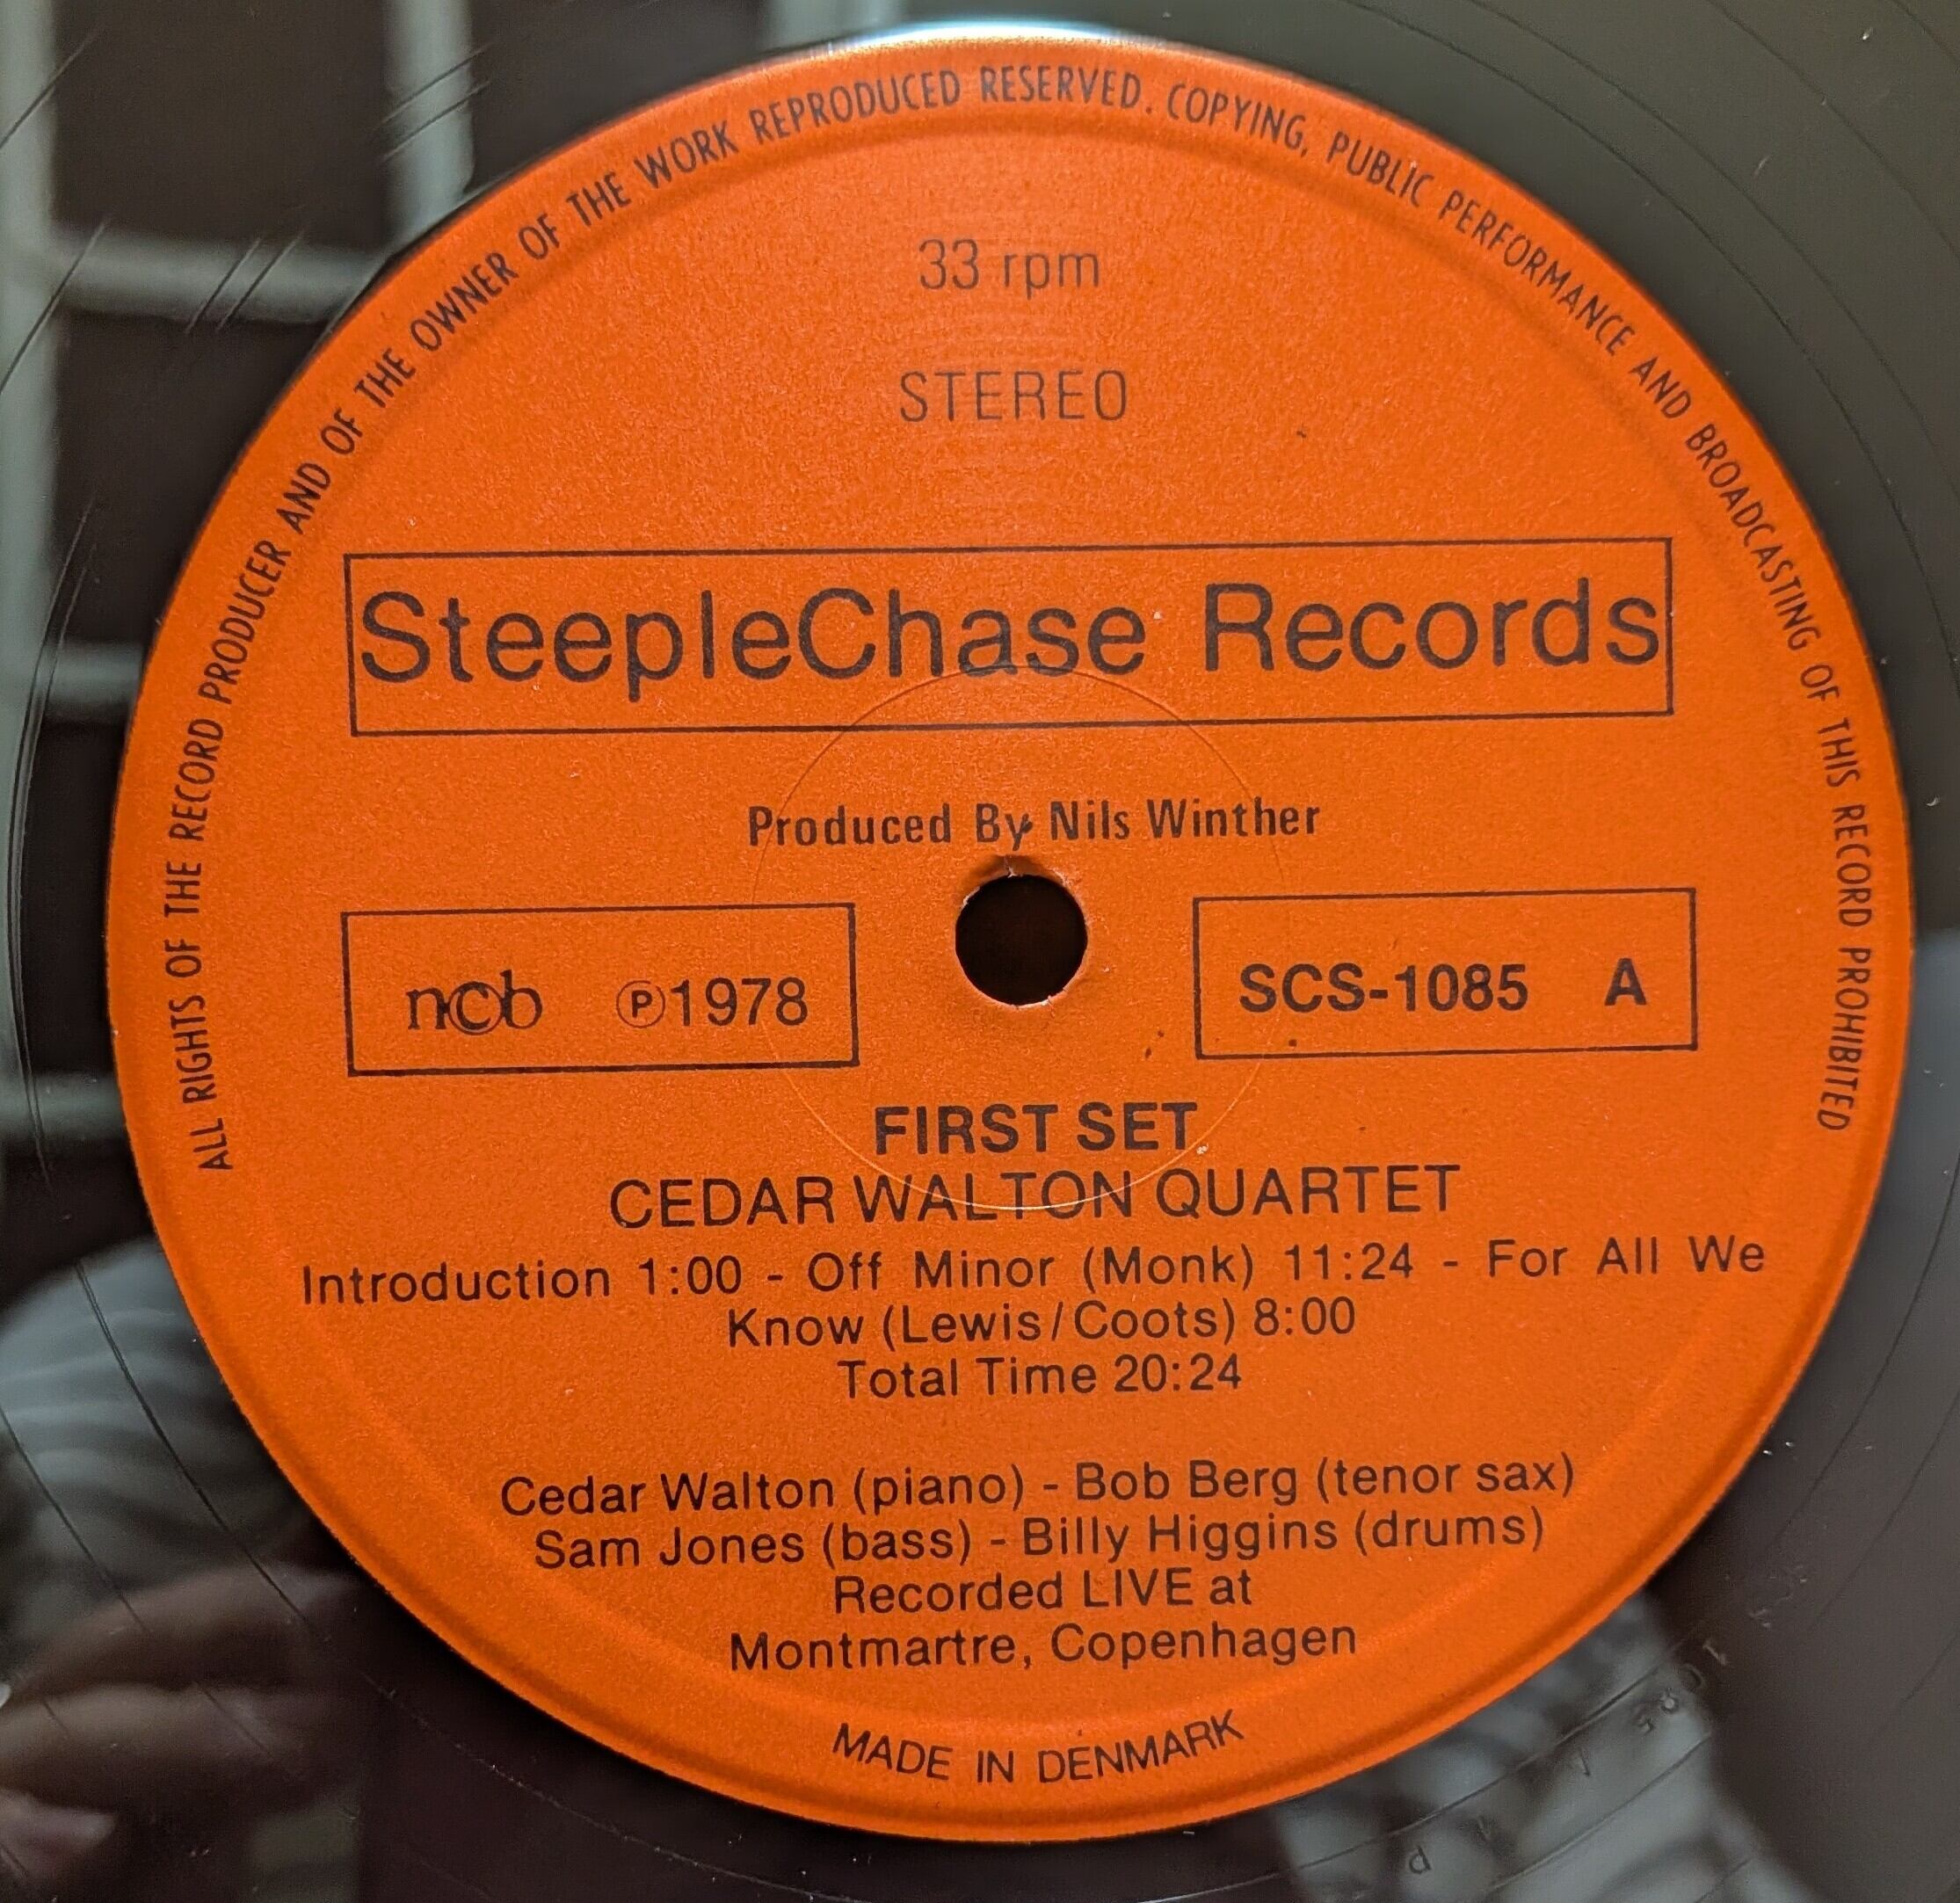 ALL RIGHTS OF THE RECORD PRODUCER AND OF THE OWNER OF THE WORK REPRODUCED RESERVED. COPYING, PUBLIC PERFORMANCE AND BROADCASTING OF THIS RECORD PROHIBITED
33 rpm
STEREO
SteepleChase Records
Produced By Nils Winther
n©b ℗1978
SCS-1085 A
FIRST SET
CEDAR WALTON QUARTET
Introduction 1:00 - Off Minor (Monk) 11:24 - For All We
Know (Lewis/Coots) 8:00
Total Time 20:24
Cedar Walton (piano) - Bob Berg (tenor sax)
Sam Jones (bass) - Billy Higgins (drums)
Recorded LIVE at
Montmartre, Copenhagen
MADE IN DENMARK